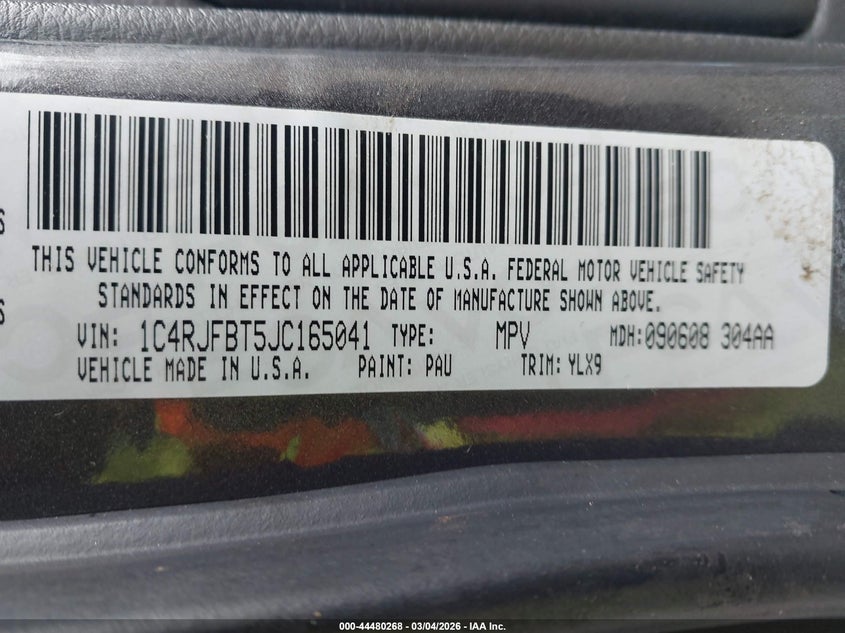 S
THIS VEHICLE CONFORMS TO ALL APPLICABLE U.S.A. FEDERAL MOTOR VEHICLE SAFETY
STANDARDS IN EFFECT ON THE DATE OF MANUFACTURE SHOWN ABOVE.
S
VIN: 1C4RJFBT5JC165041 TYPE: MPV MDH:090608 304AA
VEHICLE MADE IN U.S.A. PAINT: PAU TRIM: YLX9
000-44480268 - 03/04/2026 - IAA Inc.